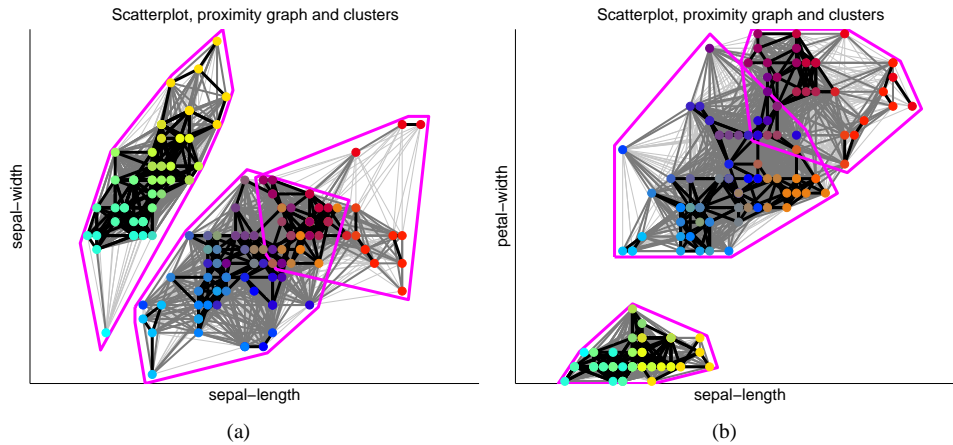 Scatterplot, proximity graph and clusters
sepal−width
sepal−length
(a)
Scatterplot, proximity graph and clusters
petal−width
sepal−length
(b)